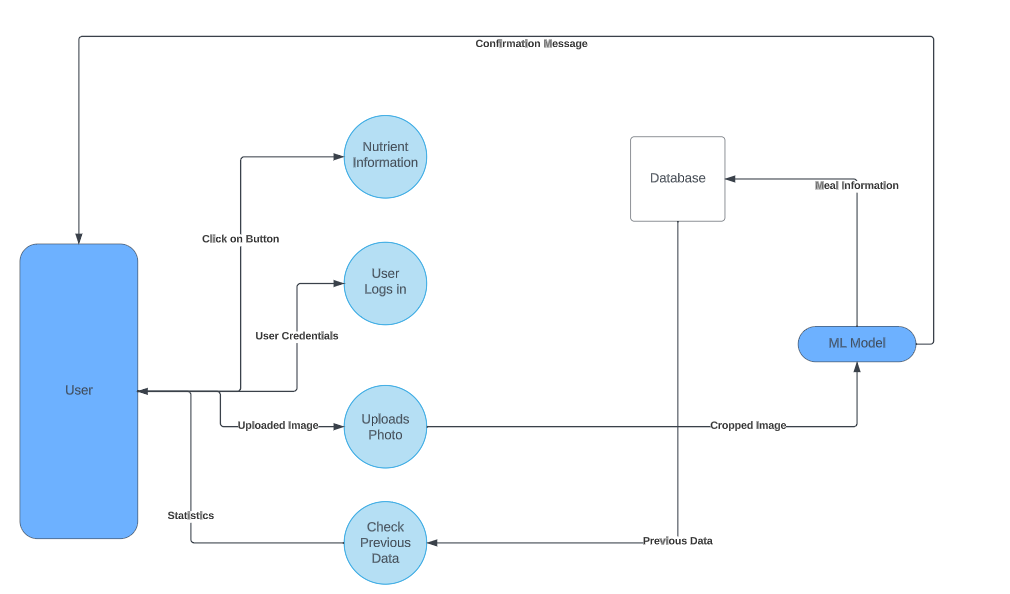 Confirmation Message
Nutrient
Information
Database
Meal Information
Click on Button
User
Logs in
User Credentials
ML Model
User
Uploads
Photo
Uploaded Image
Cropped Image
Statistics
Check
Previous
Data
Previous Data